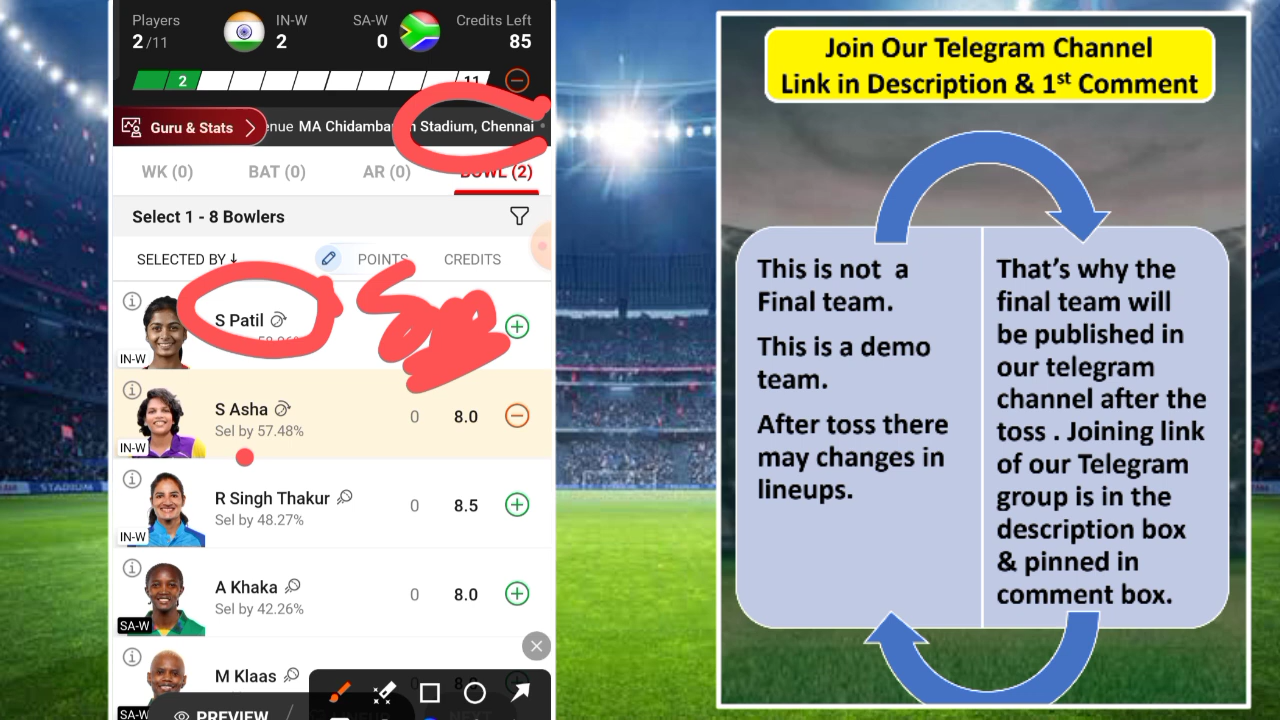 Players
2 /11
IN-W
2
SA-W
0
Credits Left
85
2
11
Guru & Stats
enue MA Chidamba Stadium, Chennai
WK (0)
BAT (0)
AR (0)
BOWL (2)
Select 1 - 8 Bowlers
SELECTED BY ↓
POINTS
CREDITS
S Patil
IN-W
S Asha
Sel by 57.48%
IN-W
0
8.0
R Singh Thakur
Sel by 48.27%
IN-W
0
8.5
A Khaka
Sel by 42.26%
SA-W
0
8.0
M Klaas
SA-W
PREVIEW
Join Our Telegram Channel
Link in Description & 1st Comment
This is not a
Final team.
This is a demo
team.
After toss there
may changes in
lineups.
That’s why the
final team will
be published in
our telegram
channel after the
toss . Joining link
of our Telegram
group is in the
description box
& pinned in
comment box.